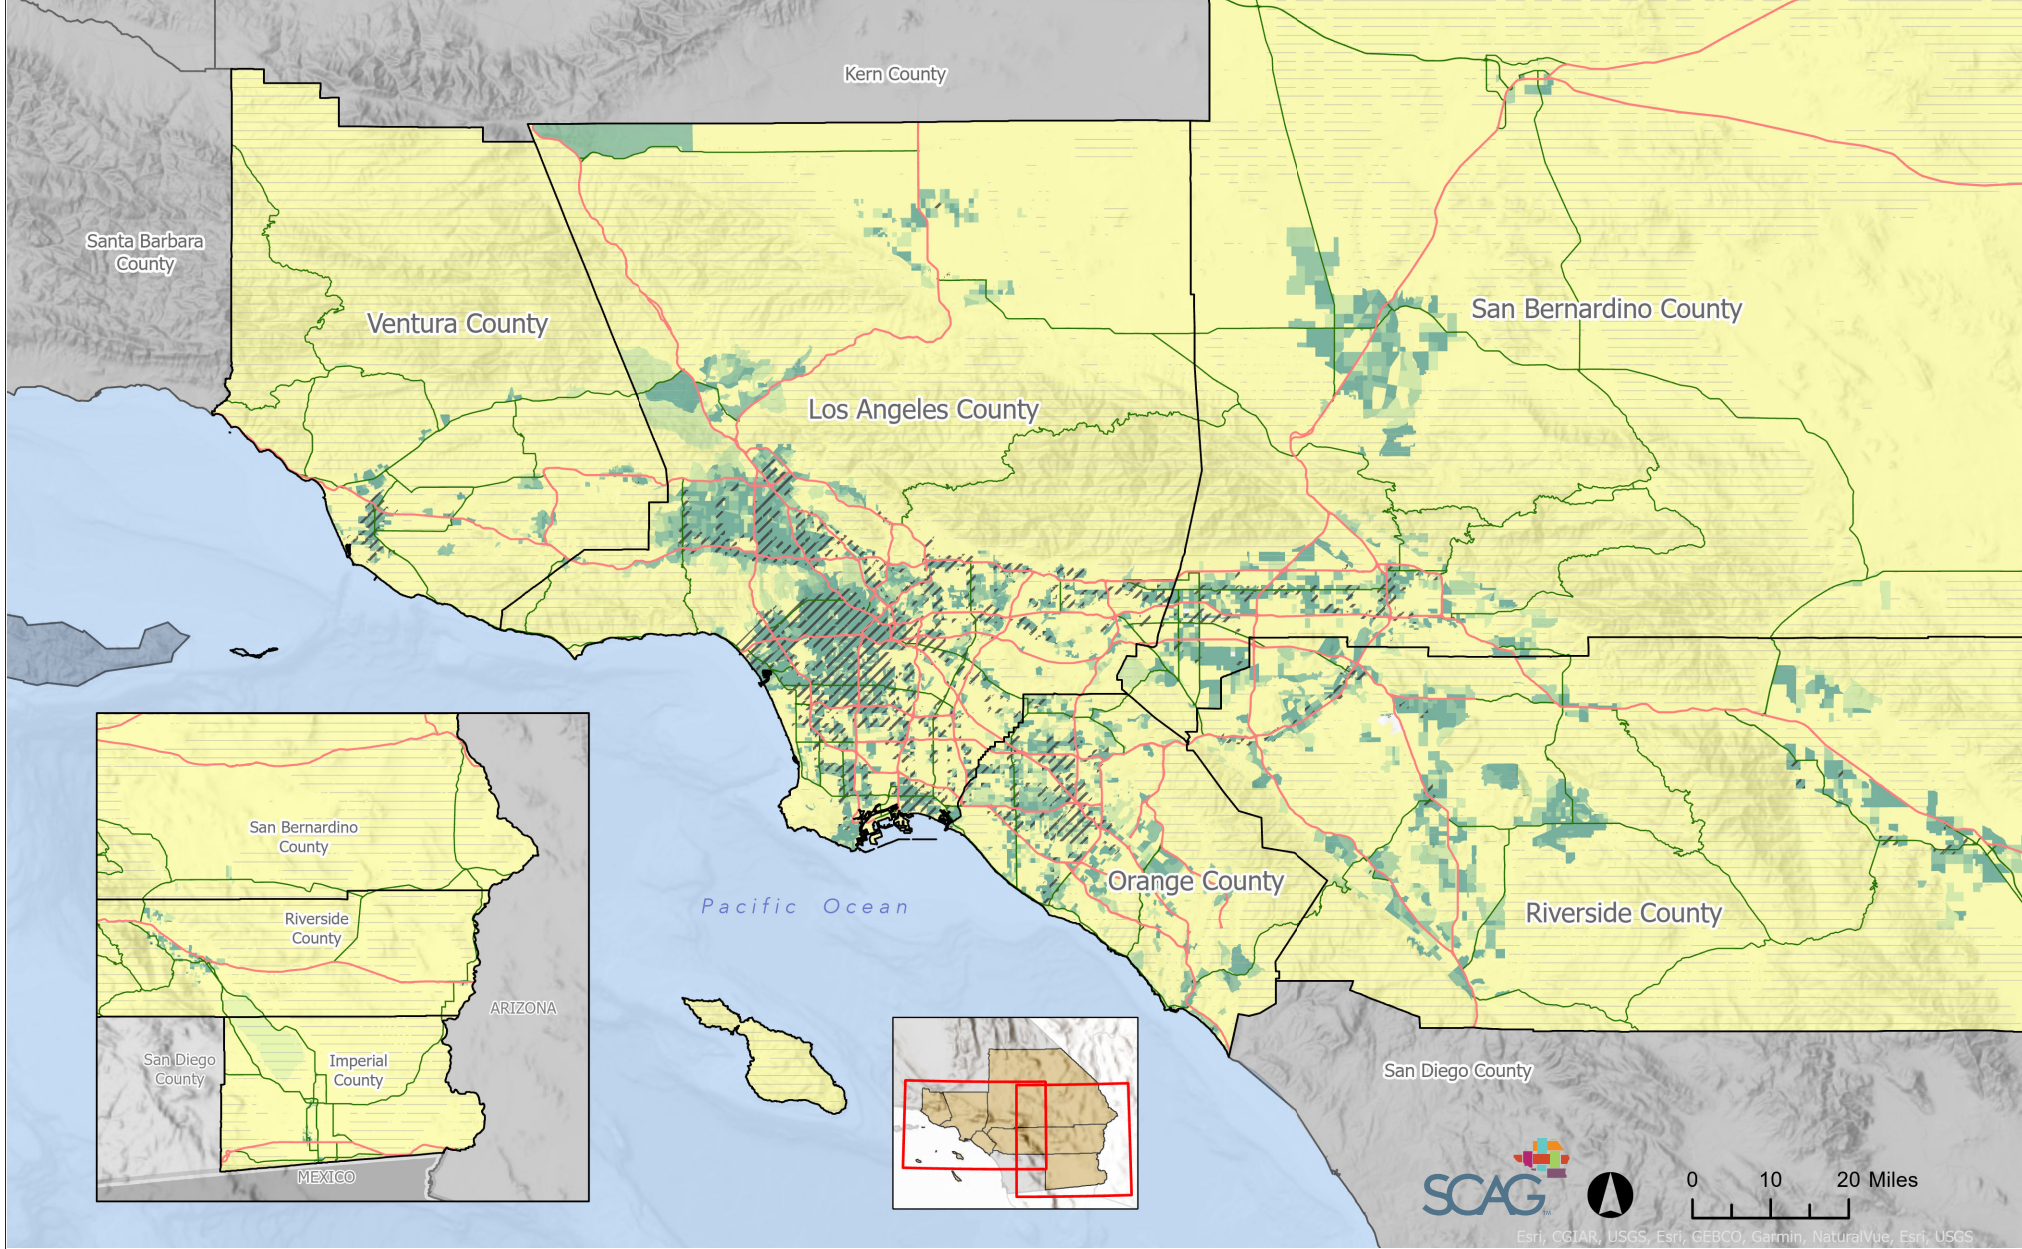 Kern County
Santa Barbara
County
Ventura County
San Bernardino County
Los Angeles County
Orange County
Riverside County
Pacific Ocean
San Bernardino
County
Riverside
County
ARIZONA
San Diego
County
Imperial
County
MEXICO
San Diego County
SCAG
TM
0 10 20 Miles
Esri, CGIAR, USGS, Esri, GEBCO, Garmin, NaturalVue, Esri, USGS